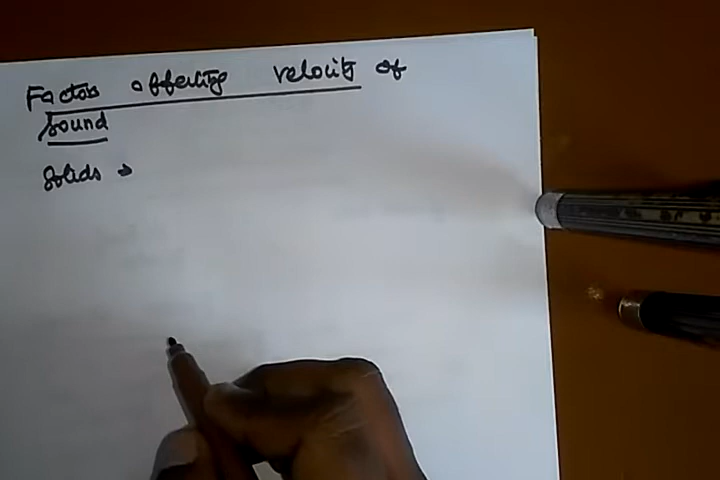 Factors affecting velocity of
sound
Solids →